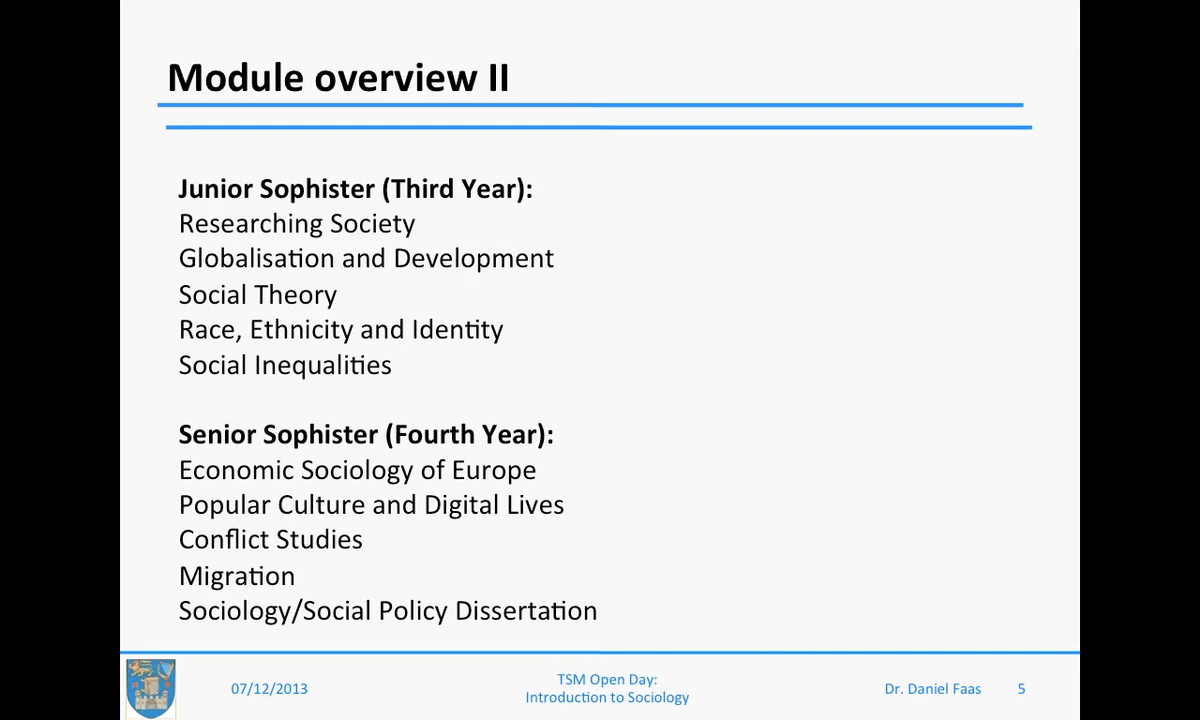 Module overview II
Junior Sophister (Third Year):
Researching Society
Globalisation and Development
Social Theory
Race, Ethnicity and Identity
Social Inequalities
Senior Sophister (Fourth Year):
Economic Sociology of Europe
Popular Culture and Digital Lives
Conflict Studies
Migration
Sociology/Social Policy Dissertation
07/12/2013
TSM Open Day:
Introduction to Sociology
Dr. Daniel Faas
5